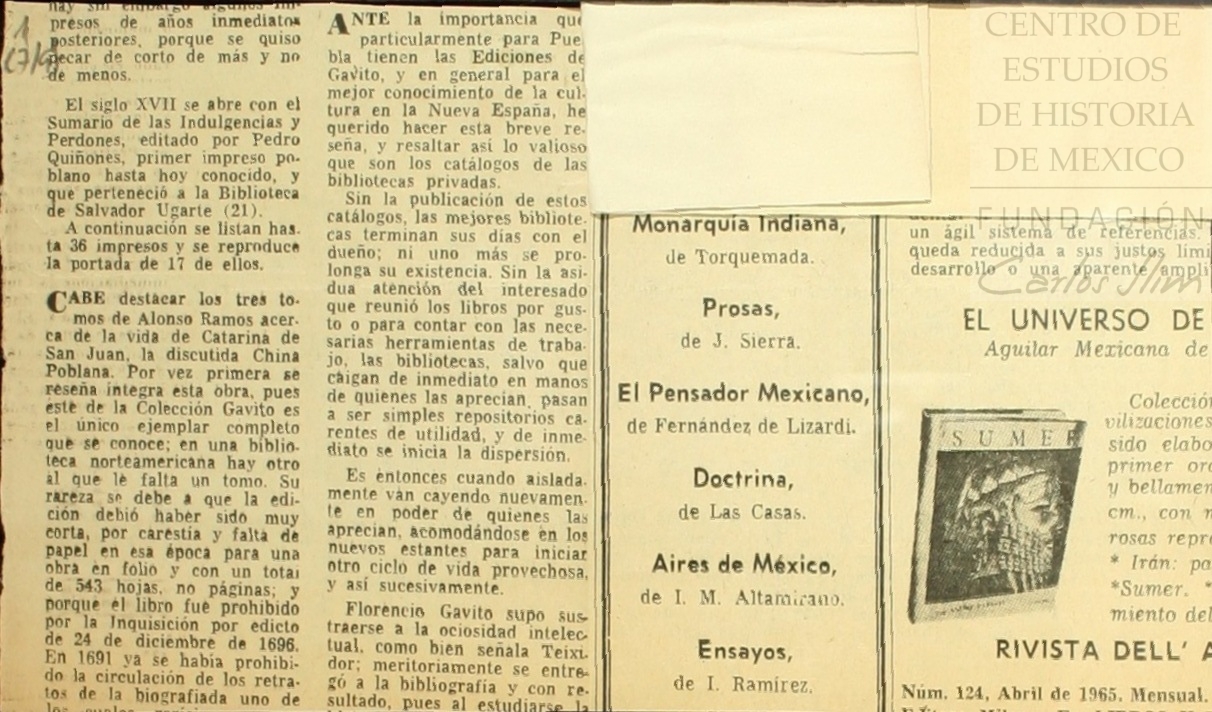 presos de años inmediatos
posteriores, porque se quiso
pecar de corto de más y no
de menos.
El siglo XVII se abre con el
Sumario de las Indulgencias y
Perdones, editado por Pedro
Quiñones, primer impreso po-
blano hasta hoy conocido, y
que perteneció a la Biblioteca
de Salvador Ugarte (21).
A continuación se listan has-
ta 36 impresos y se reproduce
la portada de 17 de ellos.
CABE destacar los tres to-
mos de Alonso Ramos acer-
ca de la vida de Catarina de
San Juan, la discutida China
Poblana. Por vez primera se
reseña íntegra esta obra, pues
este de la Colección Gavito es
el único ejemplar completo
que se conoce; en una biblio-
teca norteamericana hay otro
al que le falta un tomo. Su
rareza se debe a que la edi-
ción debió haber sido muy
corta, por carestía y falta de
papel en esa época para una
obra en folio y con un total
de 543 hojas, no páginas; y
porque el libro fue prohibido
por la Inquisición por edicto
de 24 de diciembre de 1696.
En 1691 ya se había prohibi-
do la circulación de los retra-
tos de la biografiada uno de
ANTE la importancia que
particularmente para Pue-
bla tienen las Ediciones de
Gavito, y en general para el
mejor conocimiento de la cul-
tura en la Nueva España, he
querido hacer esta breve re-
seña, y resaltar así lo valioso
que son los catálogos de las
bibliotecas privadas.
Sin la publicación de estos
catálogos, las mejores bibliote-
cas terminan sus días con el
dueño; ni uno más se pro-
longa su existencia. Sin la asi-
dua atención del interesado
que reunió los libros por gus-
to o para contar con las nece-
sarias herramientas de traba-
jo, las bibliotecas, salvo que
caigan de inmediato en manos
de quienes las aprecian, pasan
a ser simples repositorios ca-
rentes de utilidad, y de inme-
diato se inicia la dispersión.
Es entonces cuando aislada-
mente van cayendo nuevamen-
te en poder de quienes las
aprecian, acomodándose en los
nuevos estantes para iniciar
otro ciclo de vida provechosa,
y así sucesivamente.
Florencio Gavito supo sus-
traerse a la ociosidad intelec-
tual, como bien señala Teixi-
dor; meritoriamente se entre-
gó a la bibliografía y con re-
sultado, pues al estudiarse la
Monarquía Indiana,
de Torquemada.
Prosas,
de J. Sierra.
El Pensador Mexicano,
de Fernández de Lizardi.
Doctrina,
de Las Casas.
Aires de México,
de I. M. Altamirano.
Ensayos,
de I. Ramírez.
CENTRO DE
ESTUDIOS
DE HISTORIA
DE MEXICO
FUNDACIÓN
Carlos Slim
un ágil sistema de referencias.
queda reducida a sus justos limi
desarrollo o una aparente ampli
EL UNIVERSO DE
Aguilar Mexicana de
SUMER
Colección
vilizaciones
sido elabo
primer or
y bellamen
cm., con
rosas repr
* Irán: pa
*Sumer. *
miento del
RIVISTA DELL' A
Núm. 124, Abril de 1965. Mensual.